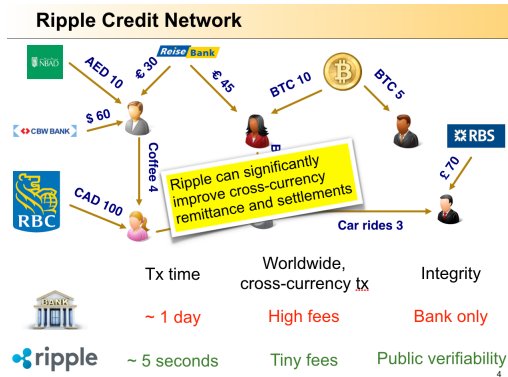 Ripple Credit Network
NBAD
Reise Bank
AED 10
€ 30
€ 45
BTC 10
BTC 5
$ 60
CBW BANK
RBS
£ 70
Coffee 4
B
Ripple can significantly
improve cross-currency
remittance and settlements
RBC
CAD 100
Car rides 3
Tx time
Worldwide,
cross-currency tx
Integrity
BANK
~ 1 day
High fees
Bank only
ripple
~ 5 seconds
Tiny fees
Public verifiability
4